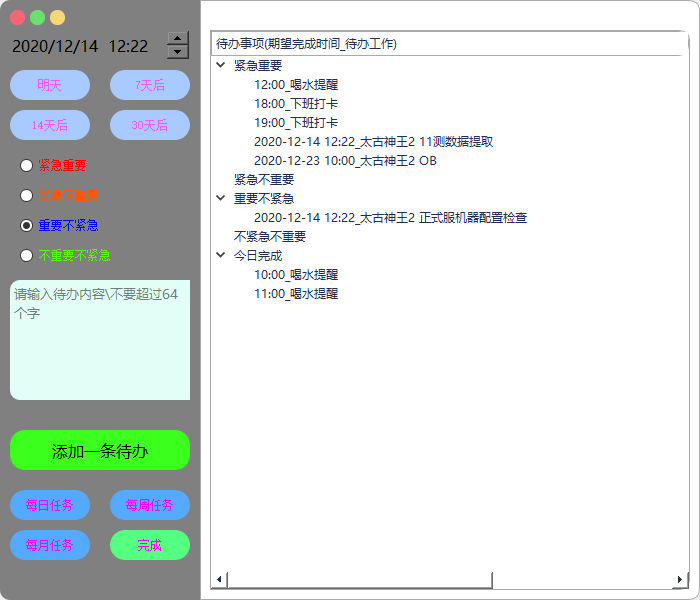 2020/12/14 12:22
明天
7天后
14天后
30天后
紧急重要
紧急不重要
重要不紧急
不重要不紧急
请输入待办内容\不要超过64
个字
添加一条待办
每日任务
每周任务
每月任务
完成
待办事项(期望完成时间_待办工作)
紧急重要
12:00_喝水提醒
18:00_下班打卡
19:00_下班打卡
2020-12-14 12:22_太古神王2 11测数据提取
2020-12-23 10:00_太古神王2 OB
紧急不重要
重要不紧急
2020-12-14 12:22_太古神王2 正式服机器配置检查
不紧急不重要
今日完成
10:00_喝水提醒
11:00_喝水提醒